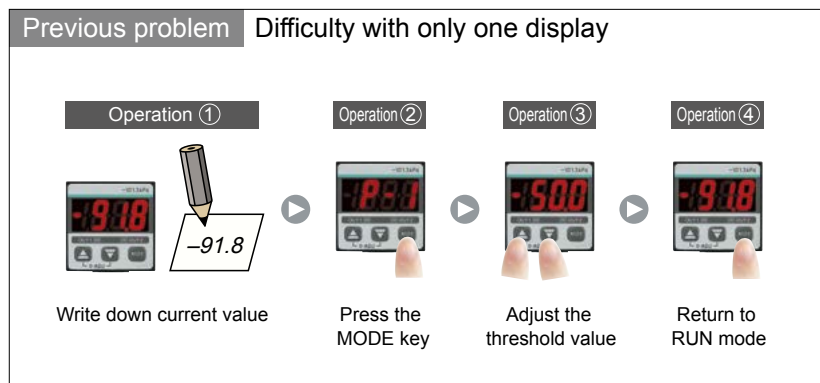 Previous problem Difficulty with only one display
Operation ① Operation ② Operation ③ Operation ④
-91.8
–91.8
P-1
-50.0
-91.8
Write down current value
Press the
MODE key
Adjust the
threshold value
Return to
RUN mode